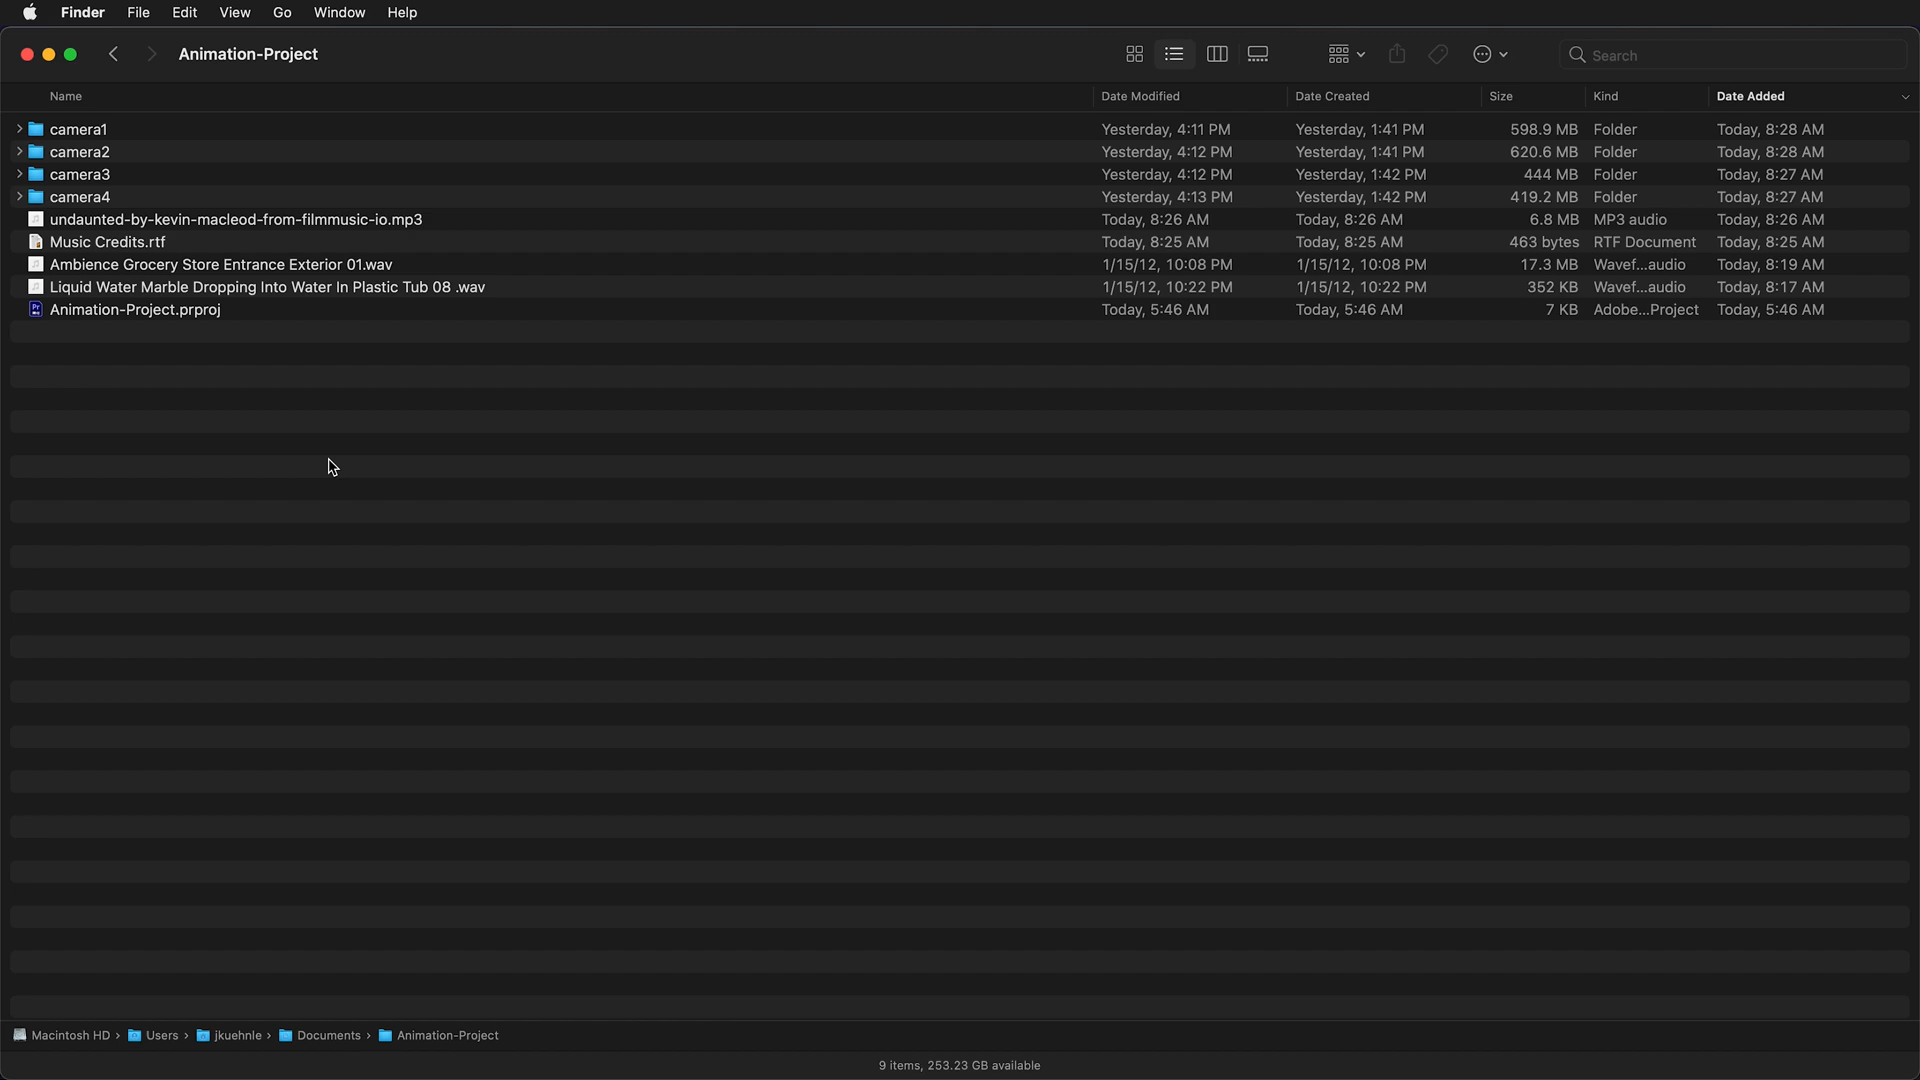 Finder File Edit View Go Window Help
Animation-Project Search
Name Date Modified Date Created Size Kind Date Added
camera1 Yesterday, 4:11 PM Yesterday, 1:41 PM 598.9 MB Folder Today, 8:28 AM
camera2 Yesterday, 4:12 PM Yesterday, 1:41 PM 620.6 MB Folder Today, 8:28 AM
camera3 Yesterday, 4:12 PM Yesterday, 1:42 PM 444 MB Folder Today, 8:27 AM
camera4 Yesterday, 4:13 PM Yesterday, 1:42 PM 419.2 MB Folder Today, 8:27 AM
undaunted-by-kevin-macleod-from-filmmusic-io.mp3 Today, 8:26 AM Today, 8:26 AM 6.8 MB MP3 audio Today, 8:26 AM
Music Credits.rtf Today, 8:25 AM Today, 8:25 AM 463 bytes RTF Document Today, 8:25 AM
Ambience Grocery Store Entrance Exterior 01.wav 1/15/12, 10:08 PM 1/15/12, 10:08 PM 17.3 MB Wavef...audio Today, 8:19 AM
Liquid Water Marble Dropping Into Water In Plastic Tub 08 .wav 1/15/12, 10:22 PM 1/15/12, 10:22 PM 352 KB Wavef...audio Today, 8:17 AM
Animation-Project.prproj Today, 5:46 AM Today, 5:46 AM 7 KB Adobe...Project Today, 5:46 AM
Macintosh HD › Users › jkuehnle › Documents › Animation-Project
9 items, 253.23 GB available